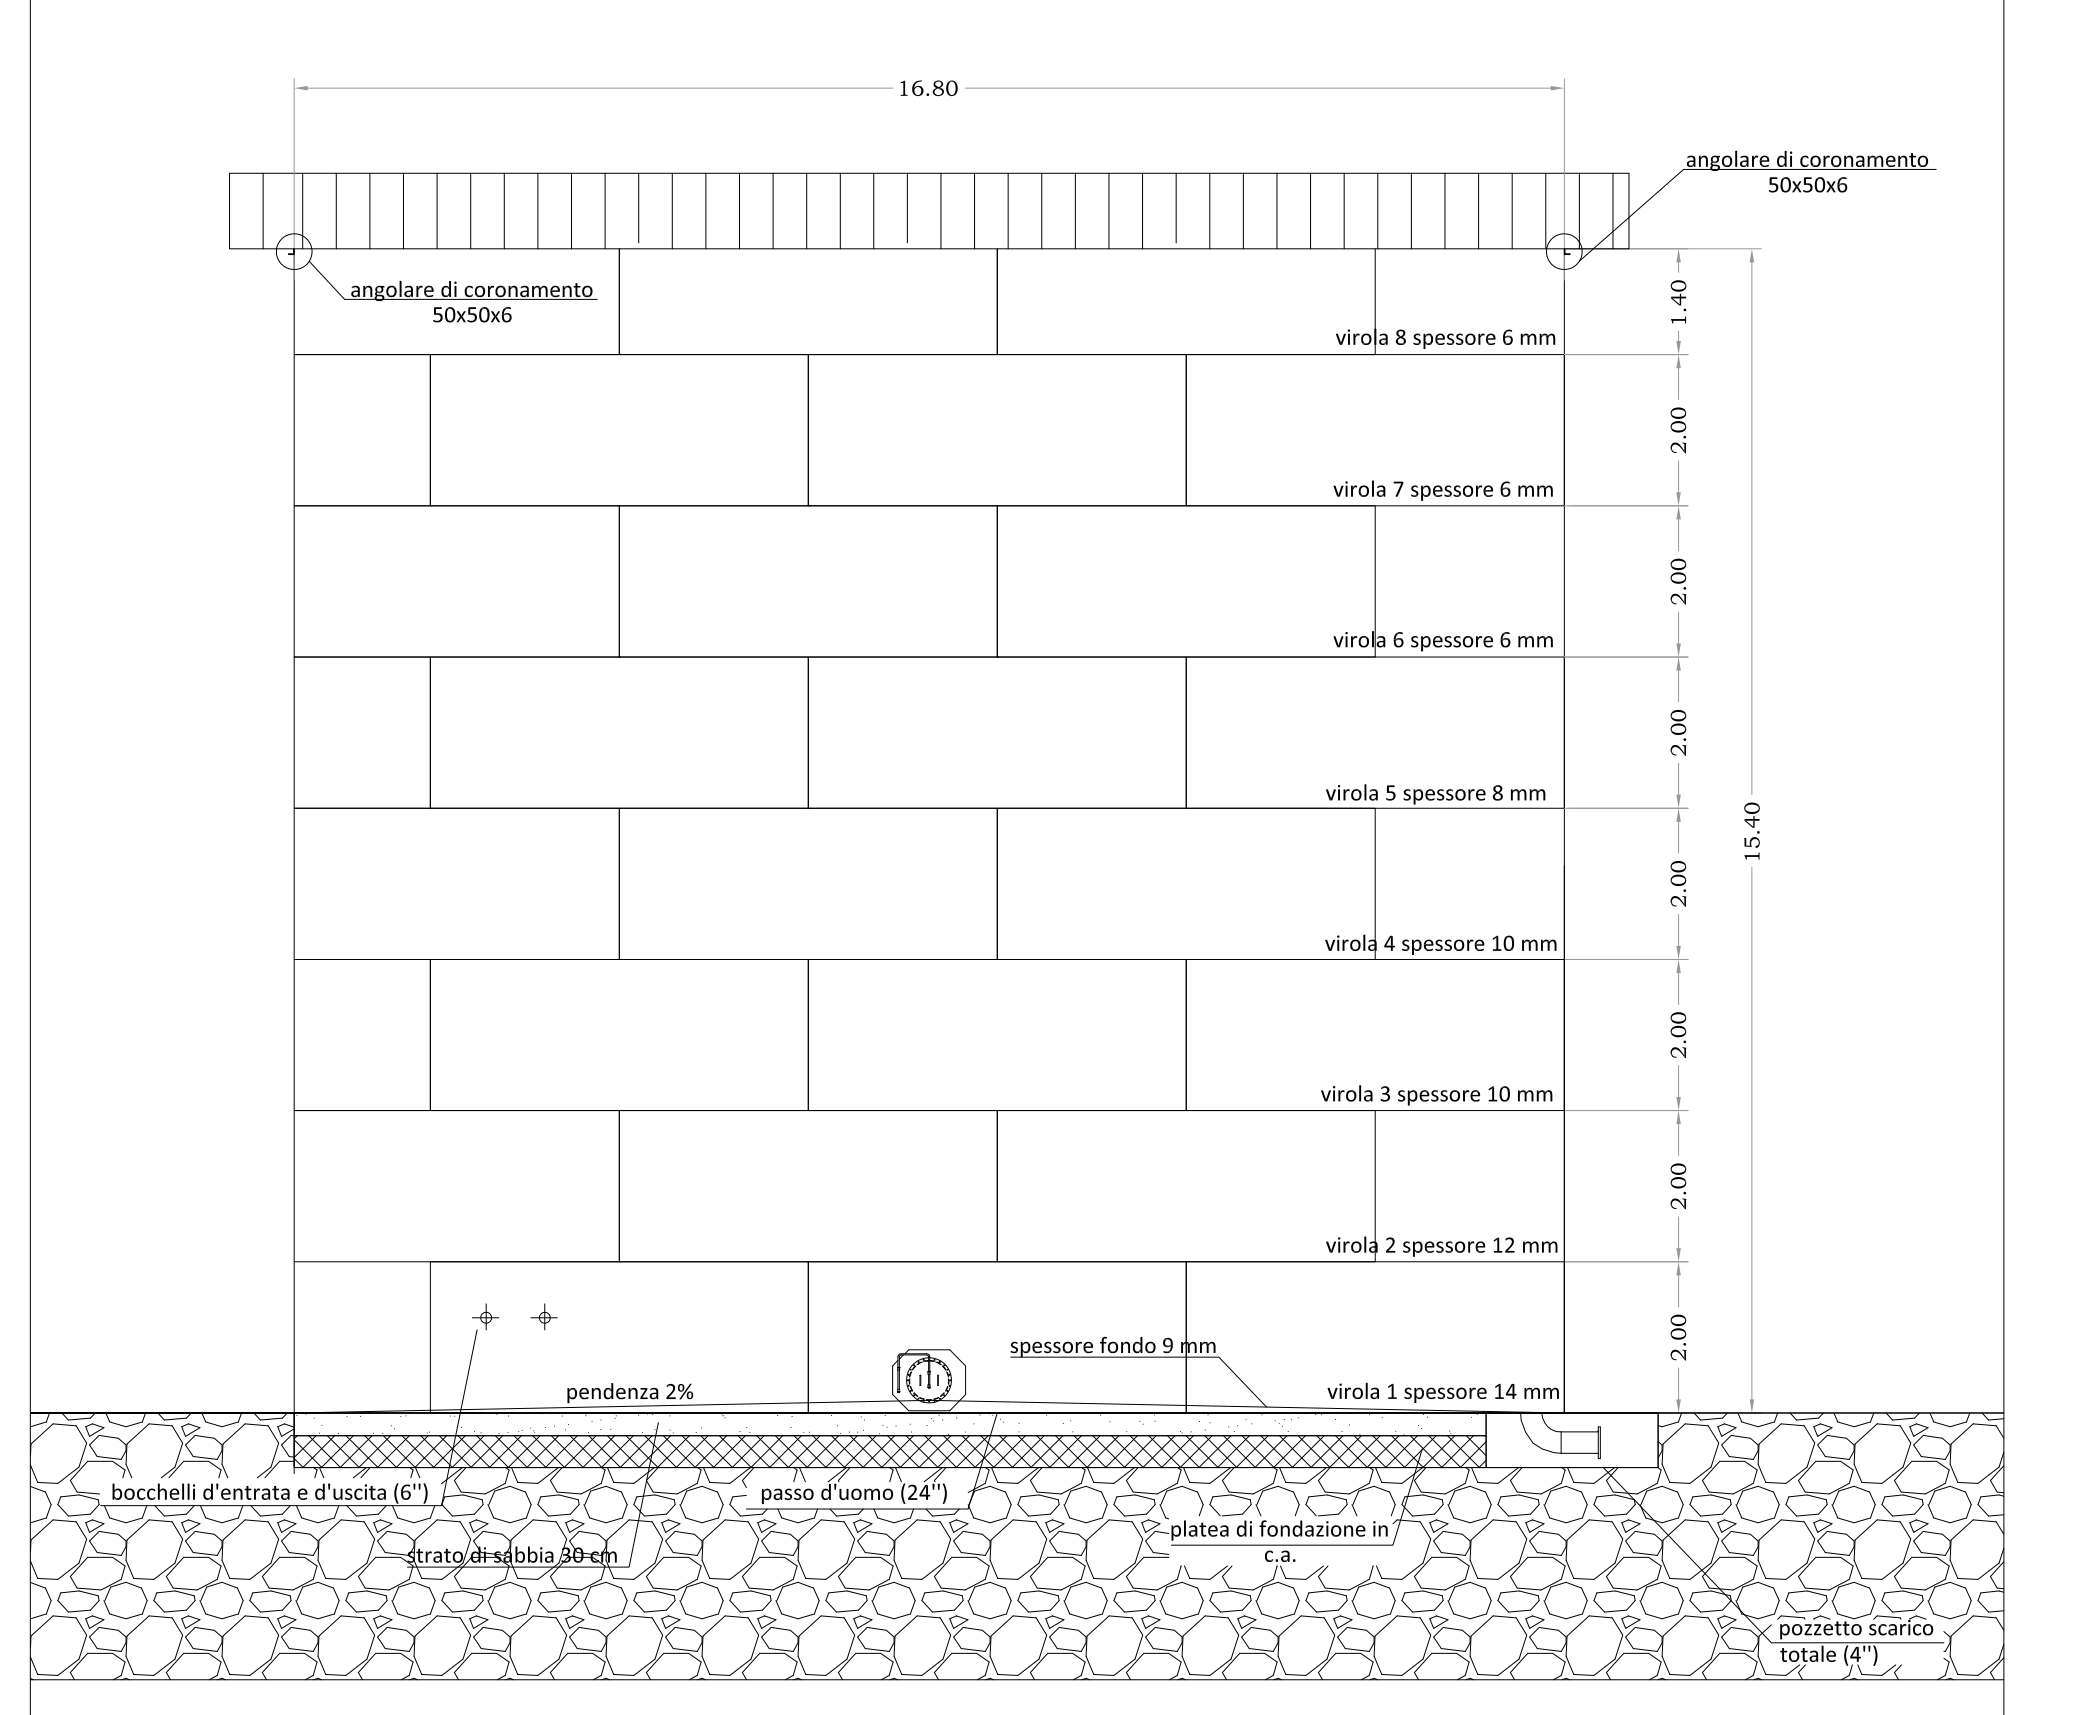 16.80
angolare di coronamento
50x50x6
angolare di coronamento
50x50x6
1.40
virola 8 spessore 6 mm
2.00
virola 7 spessore 6 mm
2.00
virola 6 spessore 6 mm
2.00
virola 5 spessore 8 mm
15.40
2.00
virola 4 spessore 10 mm
2.00
virola 3 spessore 10 mm
2.00
virola 2 spessore 12 mm
2.00
spessore fondo 9 mm
pendenza 2%
virola 1 spessore 14 mm
bocchelli d'entrata e d'uscita (6'')
passo d'uomo (24'')
platea di fondazione in
c.a.
strato di sabbia 30 cm
pozzetto scarico
totale (4'')